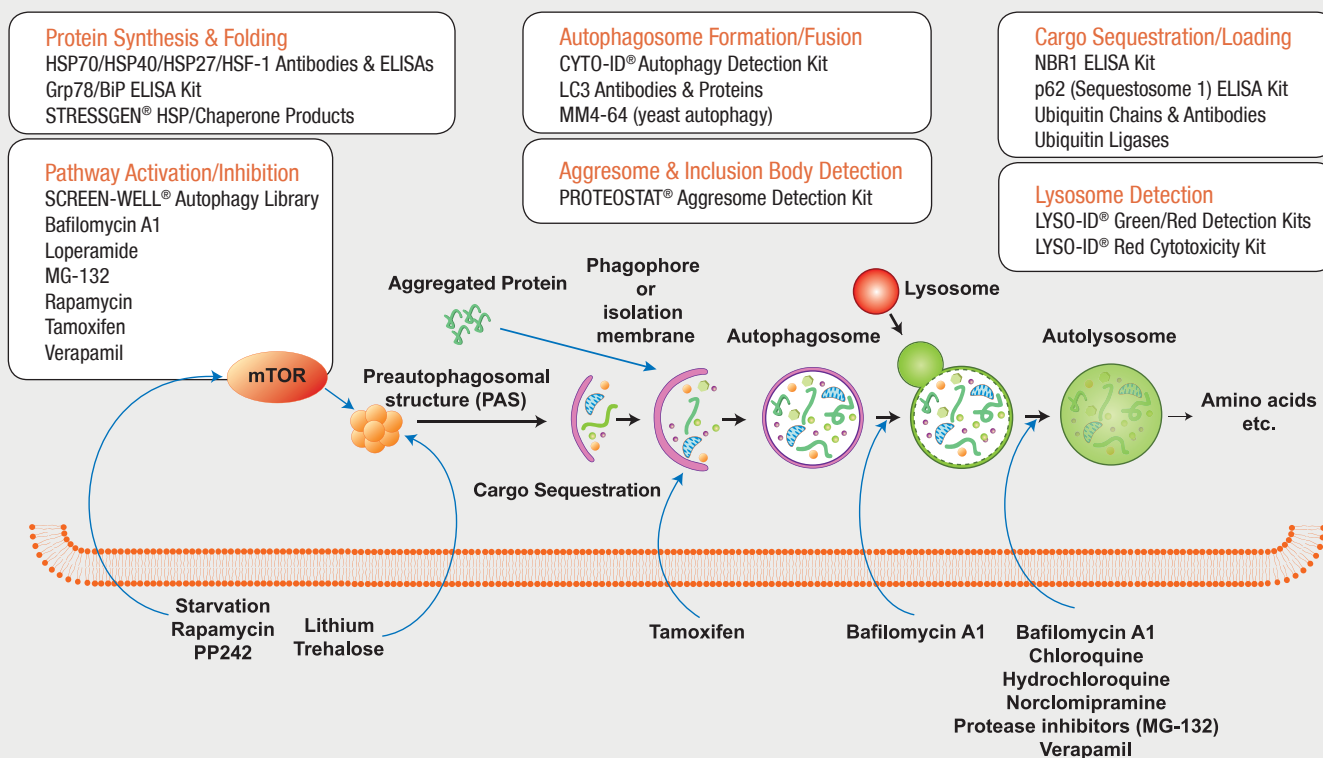 Protein Synthesis & Folding
HSP70/HSP40/HSP27/HSF-1 Antibodies & ELISAs
Grp78/BiP ELISA Kit
STRESSGEN® HSP/Chaperone Products
Pathway Activation/Inhibition
SCREEN-WELL® Autophagy Library
Bafilomycin A1
Loperamide
MG-132
Rapamycin
Tamoxifen
Verapamil
Autophagosome Formation/Fusion
CYTO-ID® Autophagy Detection Kit
LC3 Antibodies & Proteins
MM4-64 (yeast autophagy)
Aggresome & Inclusion Body Detection
PROTEOSTAT® Aggresome Detection Kit
Cargo Sequestration/Loading
NBR1 ELISA Kit
p62 (Sequestosome 1) ELISA Kit
Ubiquitin Chains & Antibodies
Ubiquitin Ligases
Lysosome Detection
LYSO-ID® Green/Red Detection Kits
LYSO-ID® Red Cytotoxicity Kit
mTOR
Preautophagosomal
structure (PAS)
Aggregated Protein
Phagophore
or
isolation
membrane
Cargo Sequestration
Autophagosome
Lysosome
Autolysosome
Amino acids
etc.
Starvation
Rapamycin
PP242
Lithium
Trehalose
Tamoxifen
Bafilomycin A1
Bafilomycin A1
Chloroquine
Hydrochloroquine
Norclomipramine
Protease inhibitors (MG-132)
Verapamil